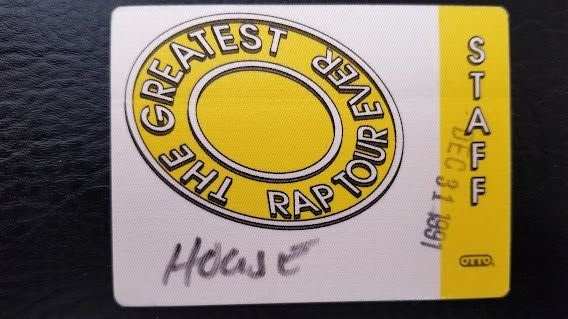 THE GREATEST
RAP TOUR EVER
House
STAFF
DEC 31 1991
OTTO